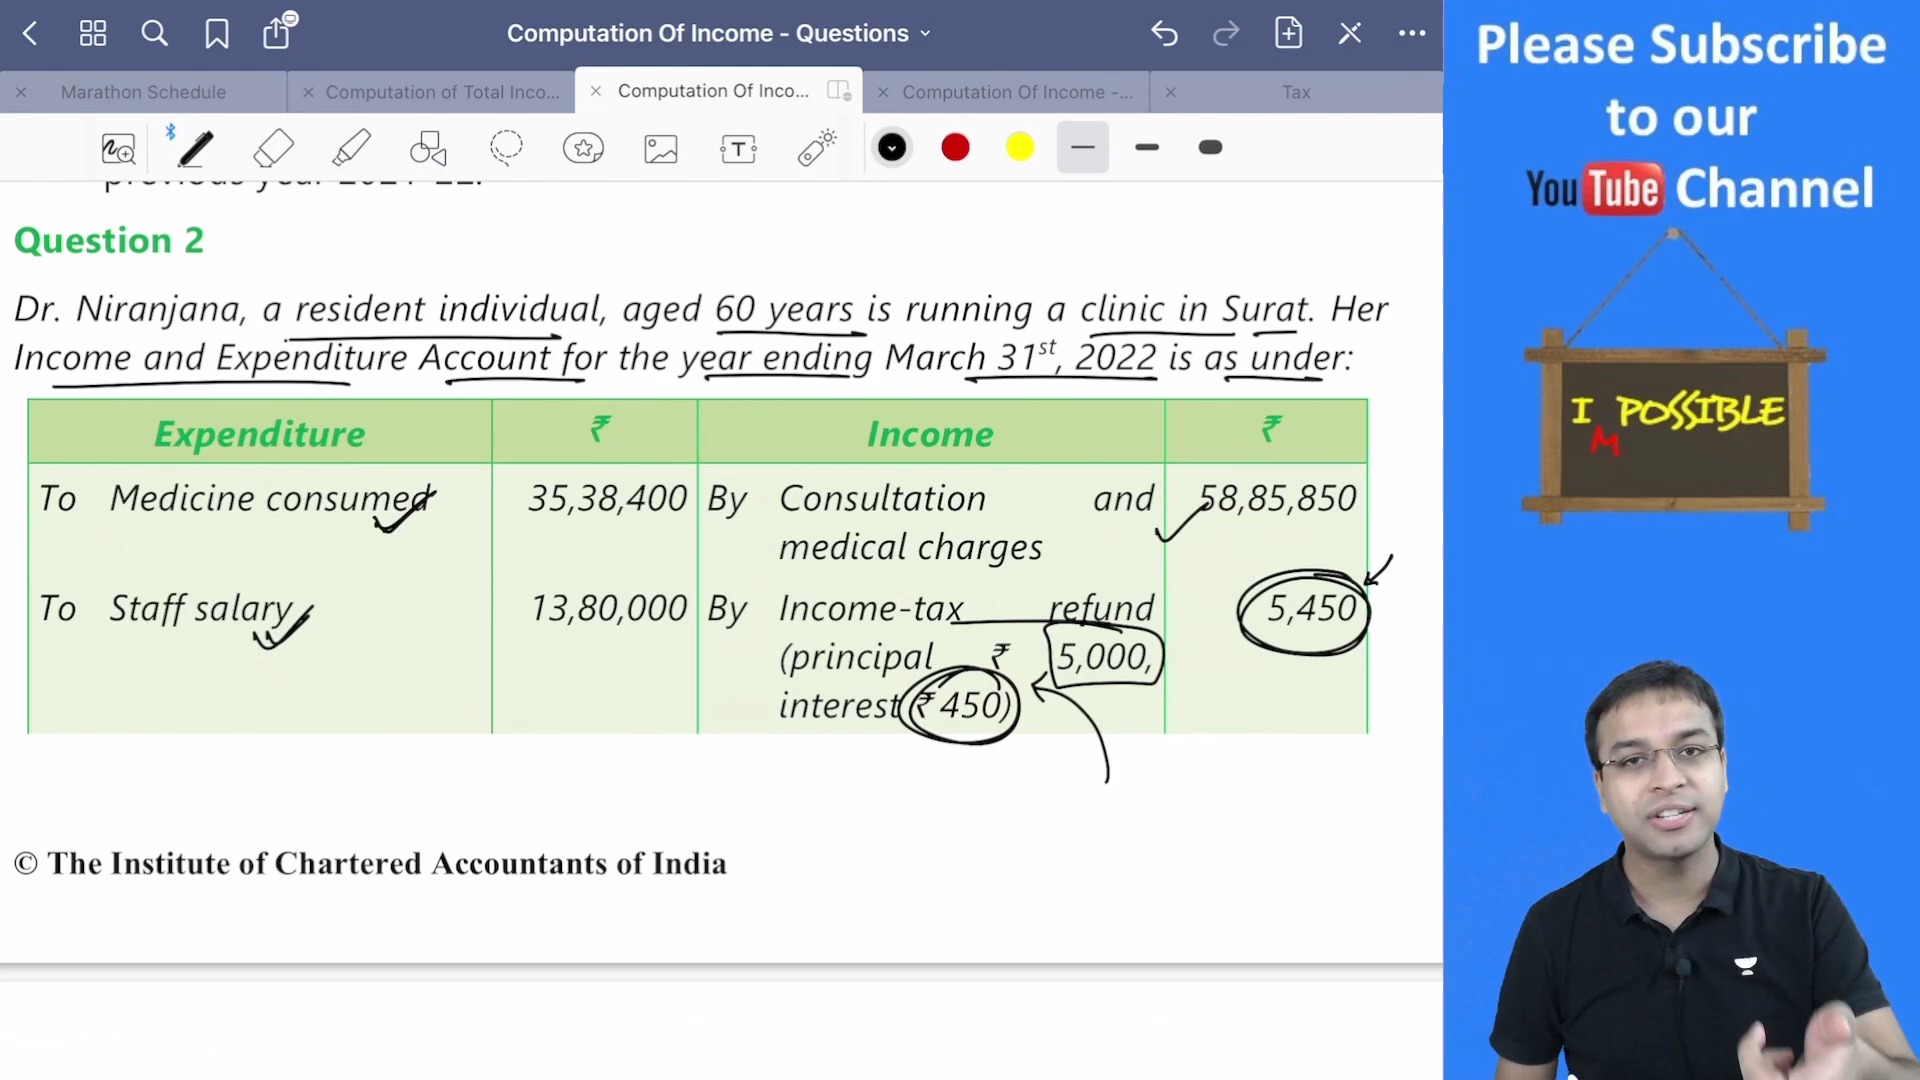 Computation Of Income - Questions
Marathon Schedule
Computation of Total Inco...
Computation Of Inco...
Computation Of Income -...
Tax
T
previous year 2021-22.
Question 2
Dr. Niranjana, a resident individual, aged 60 years is running a clinic in Surat. Her
Income and Expenditure Account for the year ending March 31st, 2022 is as under:
Expenditure ₹ Income ₹
To Medicine consumed 35,38,400 By Consultation and 58,85,850
medical charges
To Staff salary 13,80,000 By Income-tax refund 5,450
(principal ₹ 5,000,
interest ₹ 450)
© The Institute of Chartered Accountants of India
Please Subscribe
to our
YouTube Channel
I POSSIBLE
M